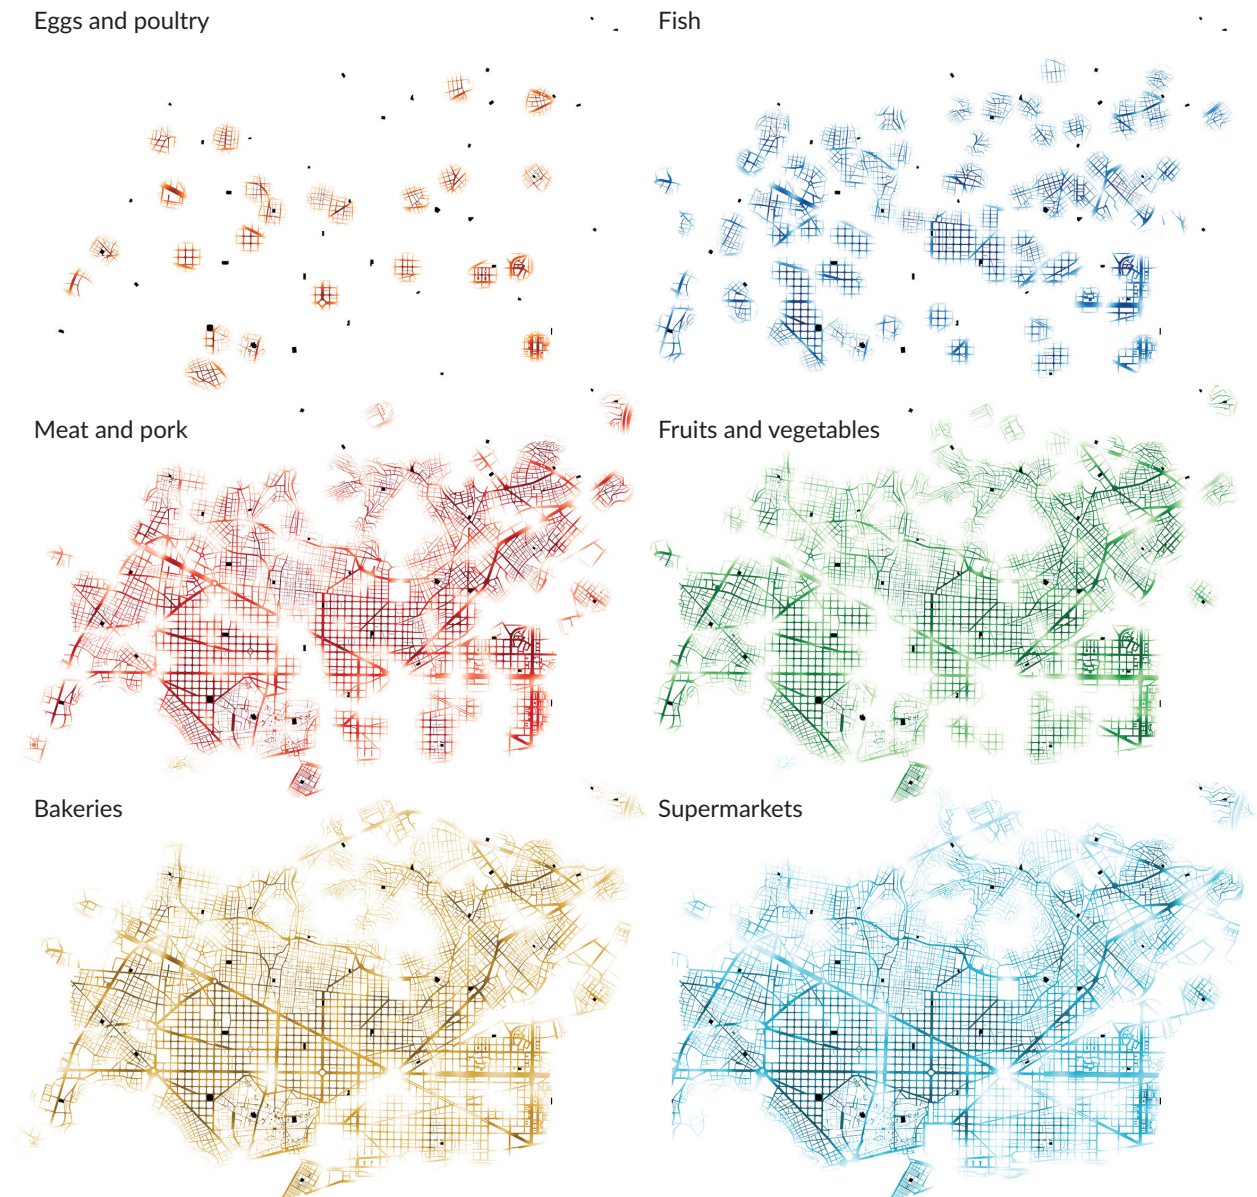 Eggs and poultry
Fish
Meat and pork
Fruits and vegetables
Bakeries
Supermarkets